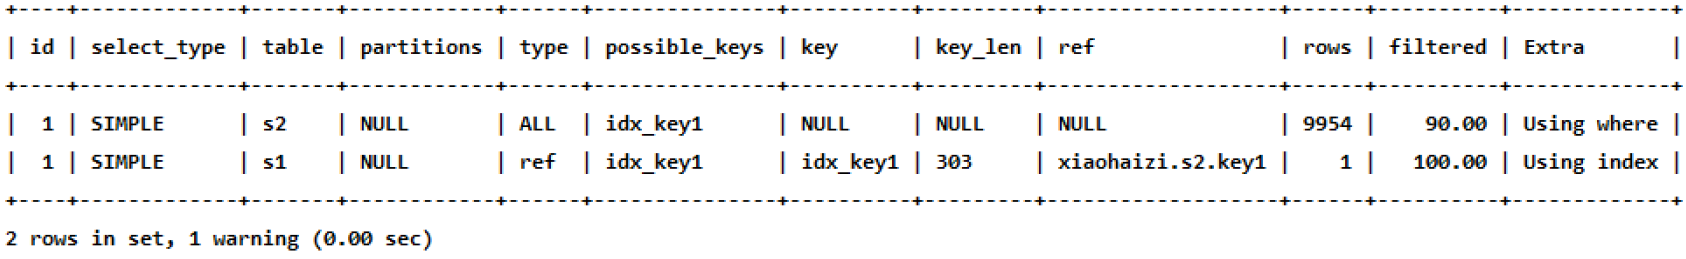 +----+-------------+-------+------------+------+---------------+----------+---------+-------------------+------+----------+-------------+
| id | select_type | table | partitions | type | possible_keys | key      | key_len | ref               | rows | filtered | Extra       |
+----+-------------+-------+------------+------+---------------+----------+---------+-------------------+------+----------+-------------+
|  1 | SIMPLE      | s2    | NULL       | ALL  | idx_key1      | NULL     | NULL    | NULL              | 9954 |    90.00 | Using where |
|  1 | SIMPLE      | s1    | NULL       | ref  | idx_key1      | idx_key1 | 303     | xiaohaizi.s2.key1 |    1 |   100.00 | Using index |
+----+-------------+-------+------------+------+---------------+----------+---------+-------------------+------+----------+-------------+
2 rows in set, 1 warning (0.00 sec)